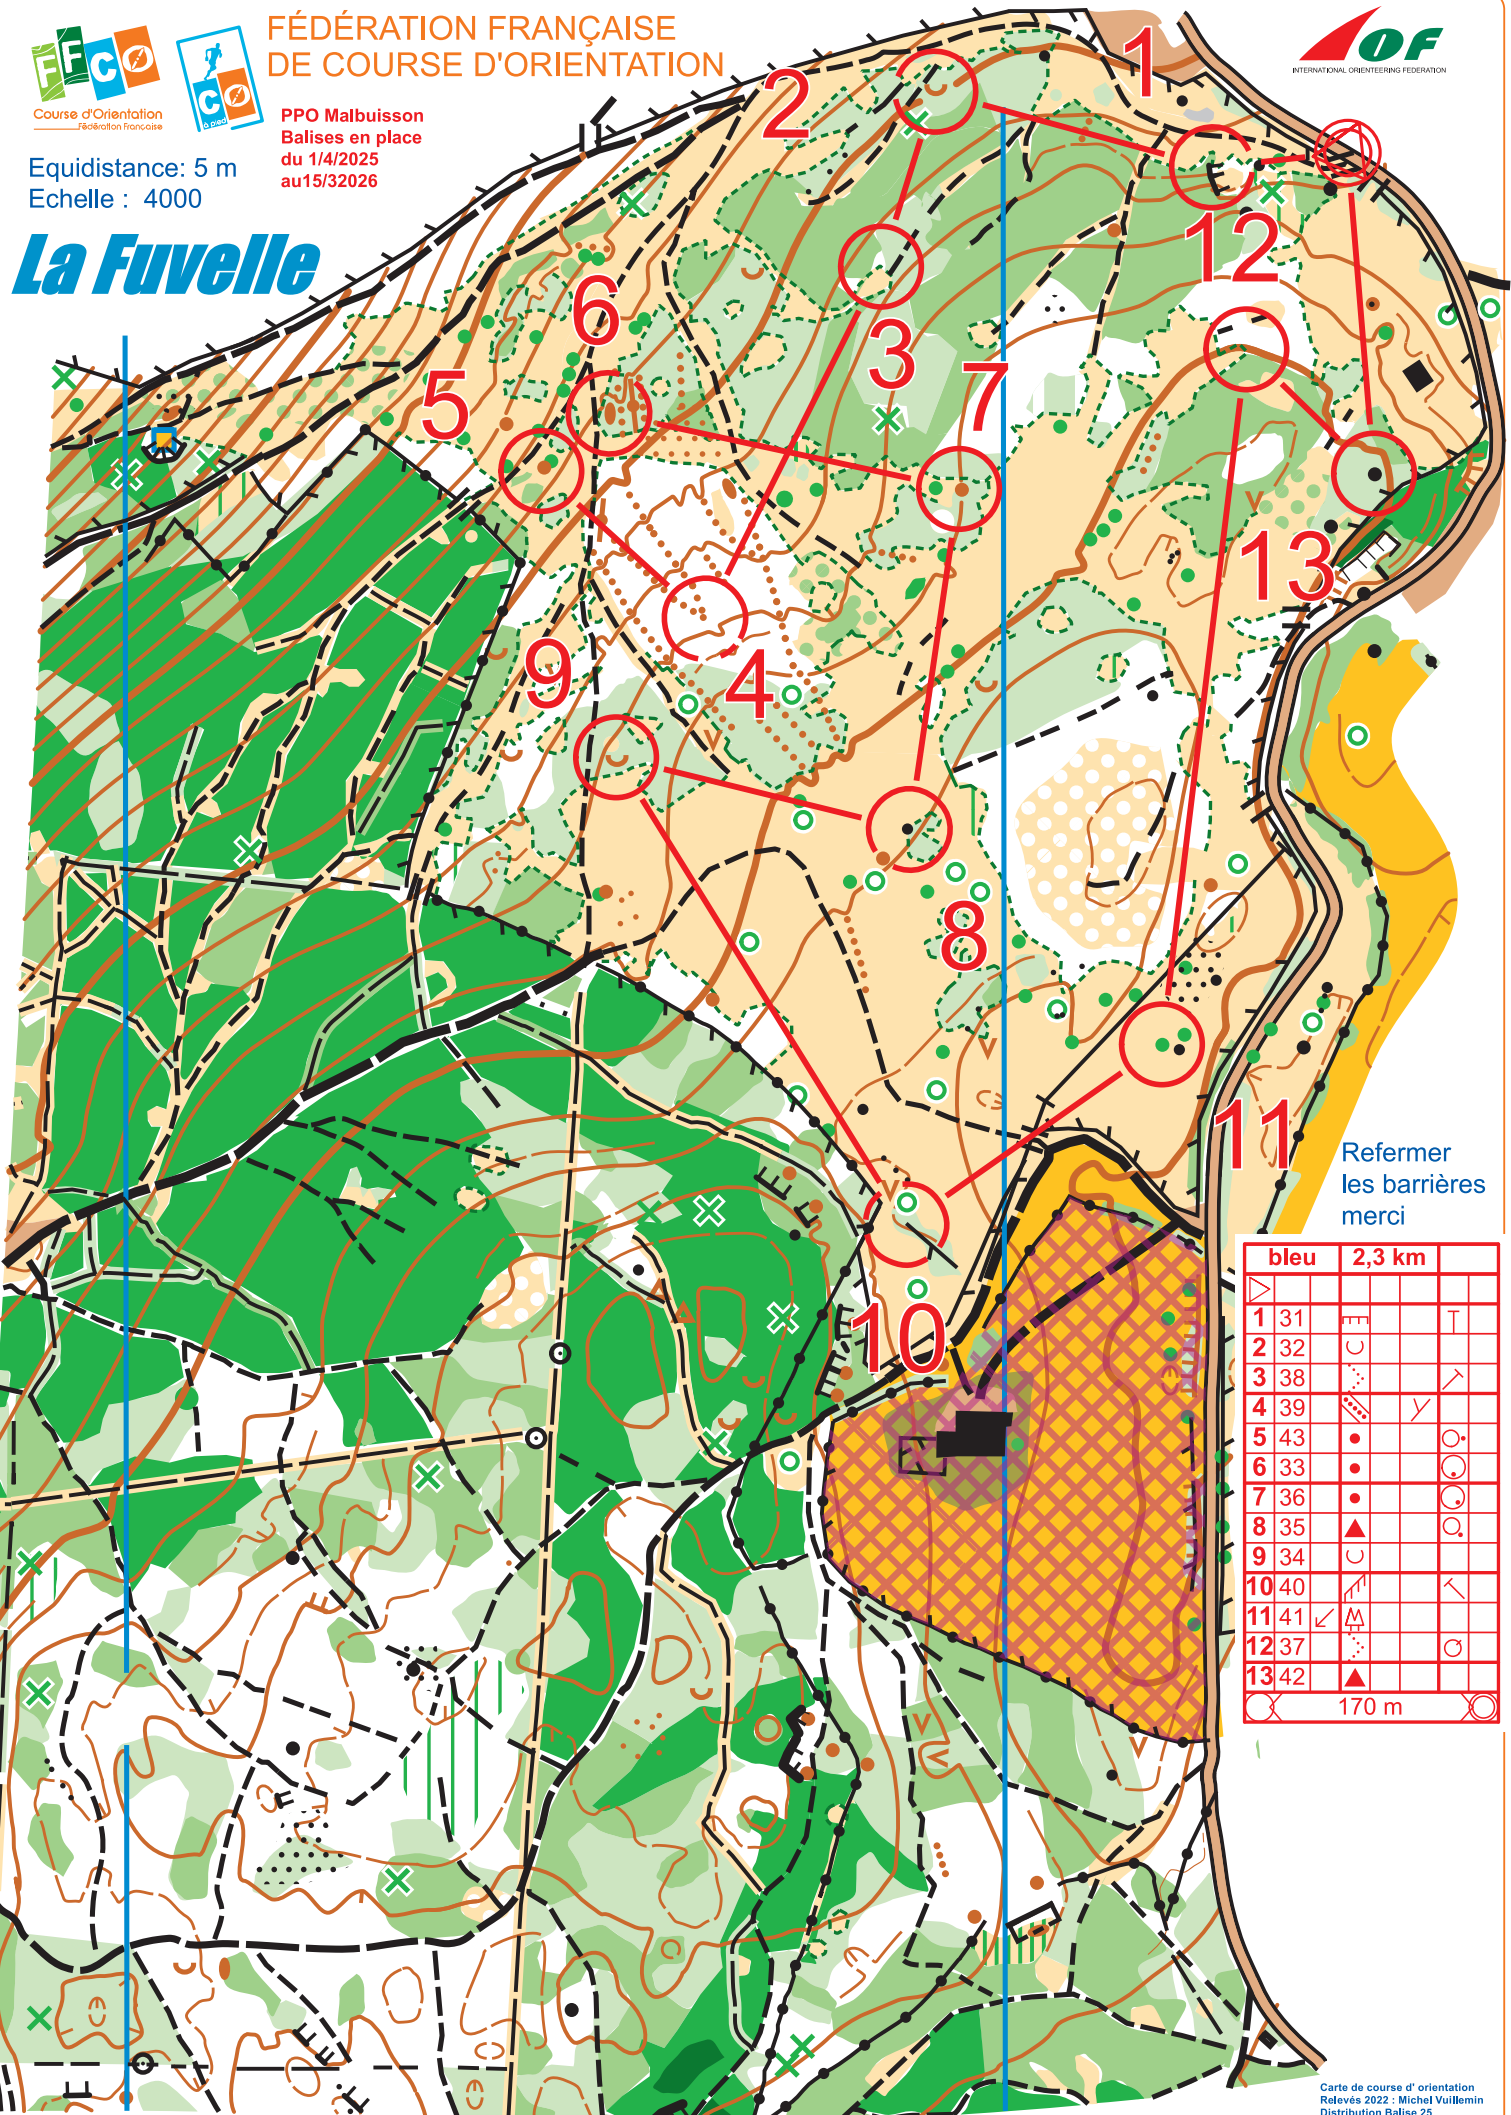 FFCO
Course d'Orientation
Fédération Française
CO
à pied
FÉDÉRATION FRANÇAISE
DE COURSE D'ORIENTATION
PPO Malbuisson
Balises en place
du 1/4/2025
au15/32026
Equidistance: 5 m
Echelle : 4000
La Fuvelle
IOF
INTERNATIONAL ORIENTEERING FEDERATION
1
2
12
6
3
7
5
13
9
4
8
11
10
Refermer
les barrières
merci
bleu 2,3 km
1 31
2 32
3 38
4 39
5 43
6 33
7 36
8 35
9 34
10 40
11 41
12 37
13 42
170 m
Carte de course d' orientation
Relevés 2022 : Michel Vuillemin
Distribution Balise 25